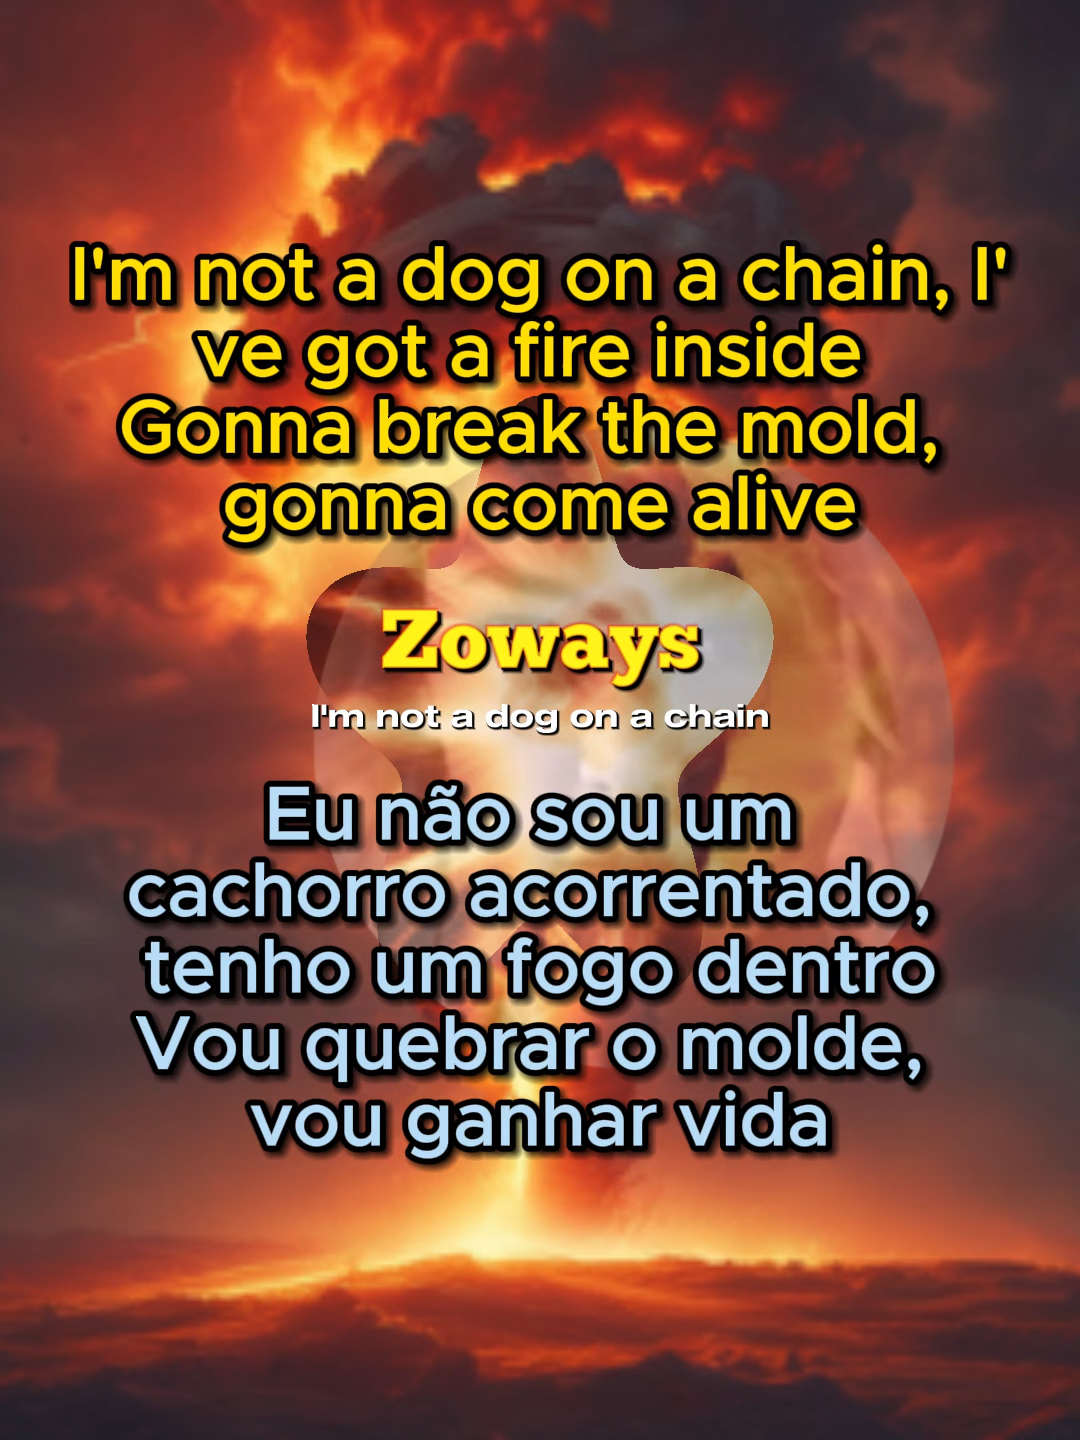 I'm not a dog on a chain, I'
ve got a fire inside
Gonna break the mold,
gonna come alive
Zoways
I'm not a dog on a chain
Eu não sou um
cachorro acorrentado,
tenho um fogo dentro
Vou quebrar o molde,
vou ganhar vida